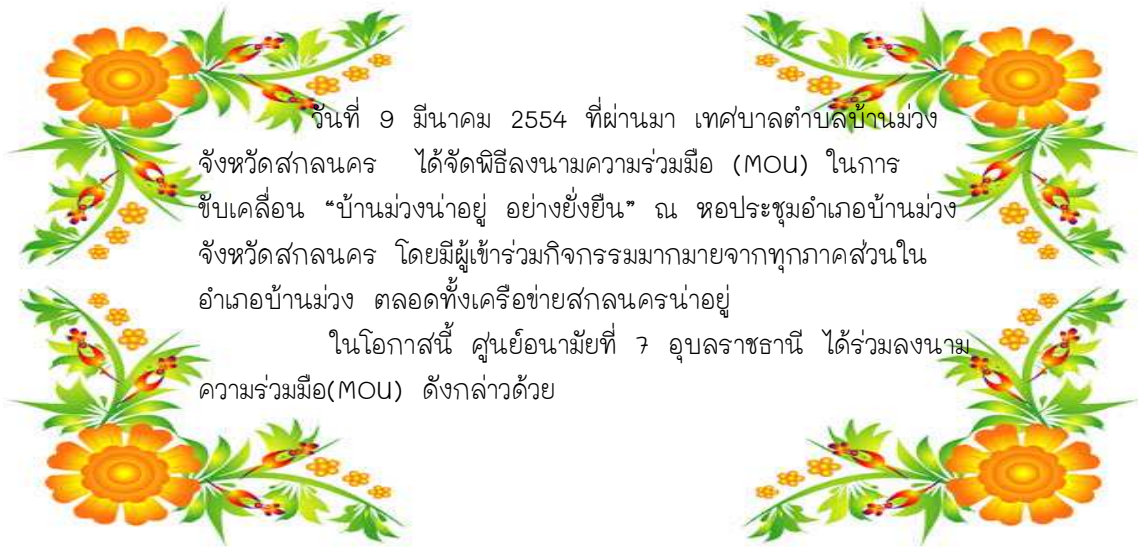 วันที่ 9 มีนาคม 2554 ที่ผ่านมา เทศบาลตำบลบ้านม่วง
จังหวัดสกลนคร ได้จัดพิธีลงนามความร่วมมือ (MOU) ในการ
ขับเคลื่อน “บ้านม่วงน่าอยู่ อย่างยั่งยืน” ณ หอประชุมอำเภอบ้านม่วง
จังหวัดสกลนคร โดยมีผู้เข้าร่วมกิจกรรมมากมายจากทุกภาคส่วนใน
อำเภอบ้านม่วง ตลอดทั้งเครือข่ายสกลนครน่าอยู่
ในโอกาสนี้ ศูนย์อนามัยที่ 7 อุบลราชธานี ได้ร่วมลงนาม
ความร่วมมือ(MOU) ดังกล่าวด้วย